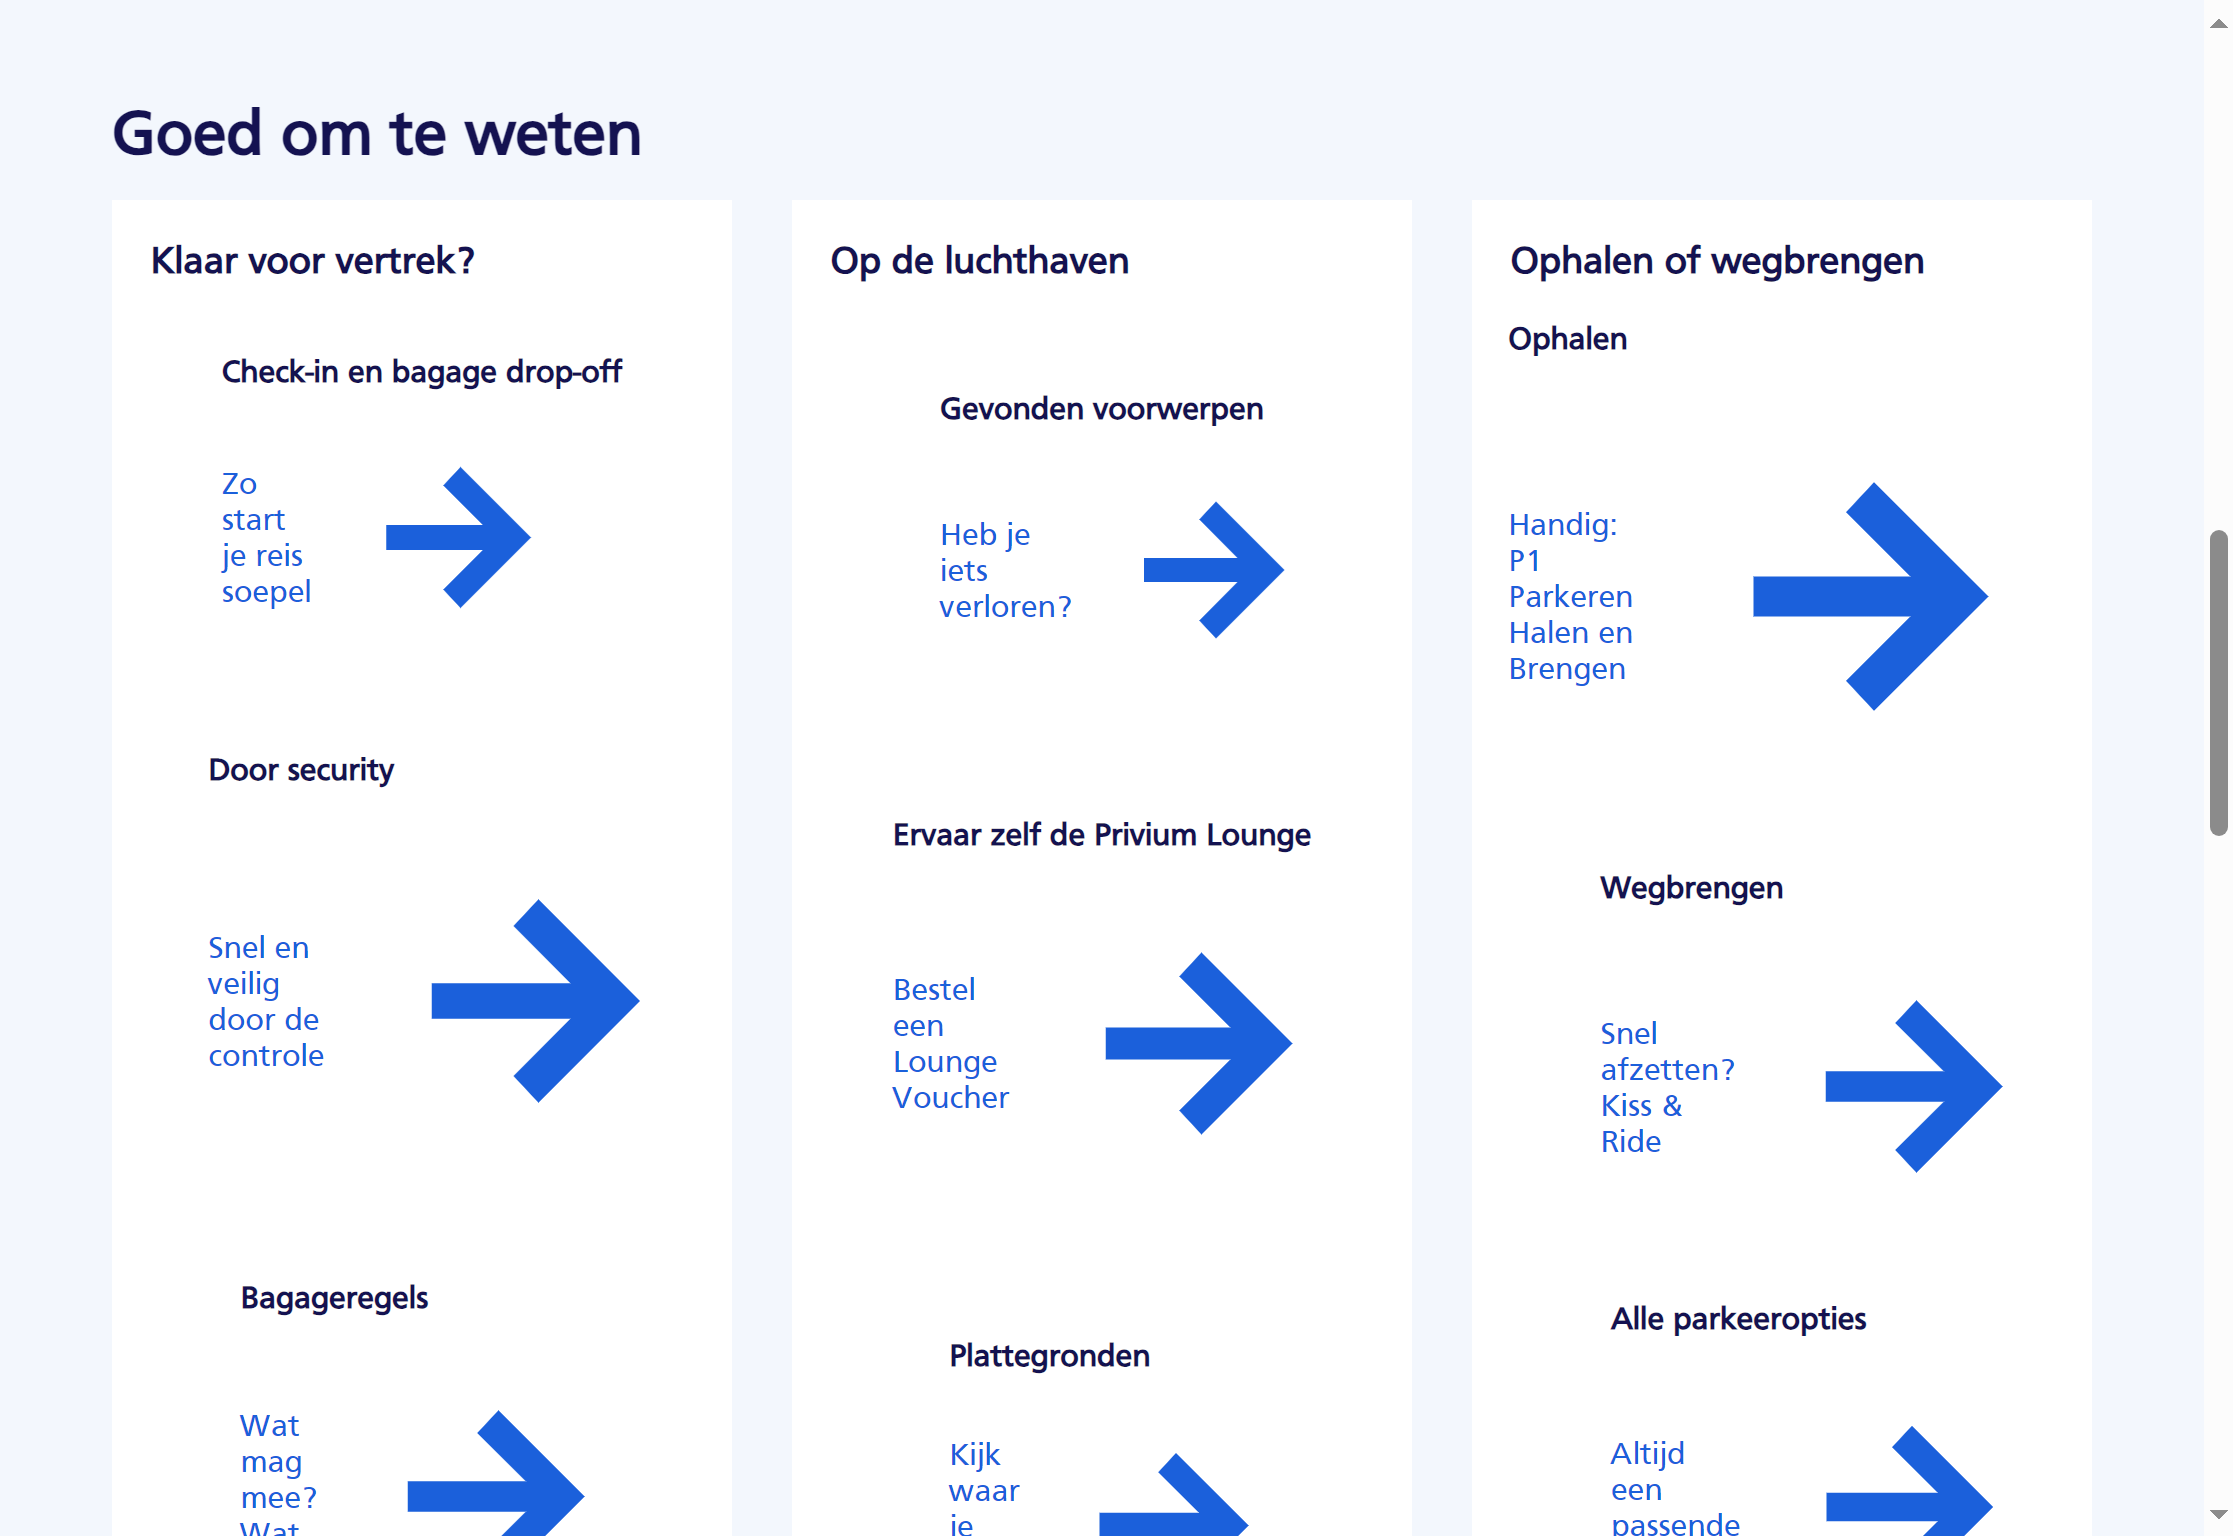 Goed om te weten
Klaar voor vertrek?
Check-in en bagage drop-off
Zo
start
je reis
soepel
Door security
Snel en
veilig
door de
controle
Bagageregels
Wat
mag
mee?
Wat
Op de luchthaven
Gevonden voorwerpen
Heb je
iets
verloren?
Ervaar zelf de Privium Lounge
Bestel
een
Lounge
Voucher
Plattegronden
Kijk
waar
je
Ophalen of wegbrengen
Ophalen
Handig:
P1
Parkeren
Halen en
Brengen
Wegbrengen
Snel
afzetten?
Kiss &
Ride
Alle parkeeropties
Altijd
een
passende